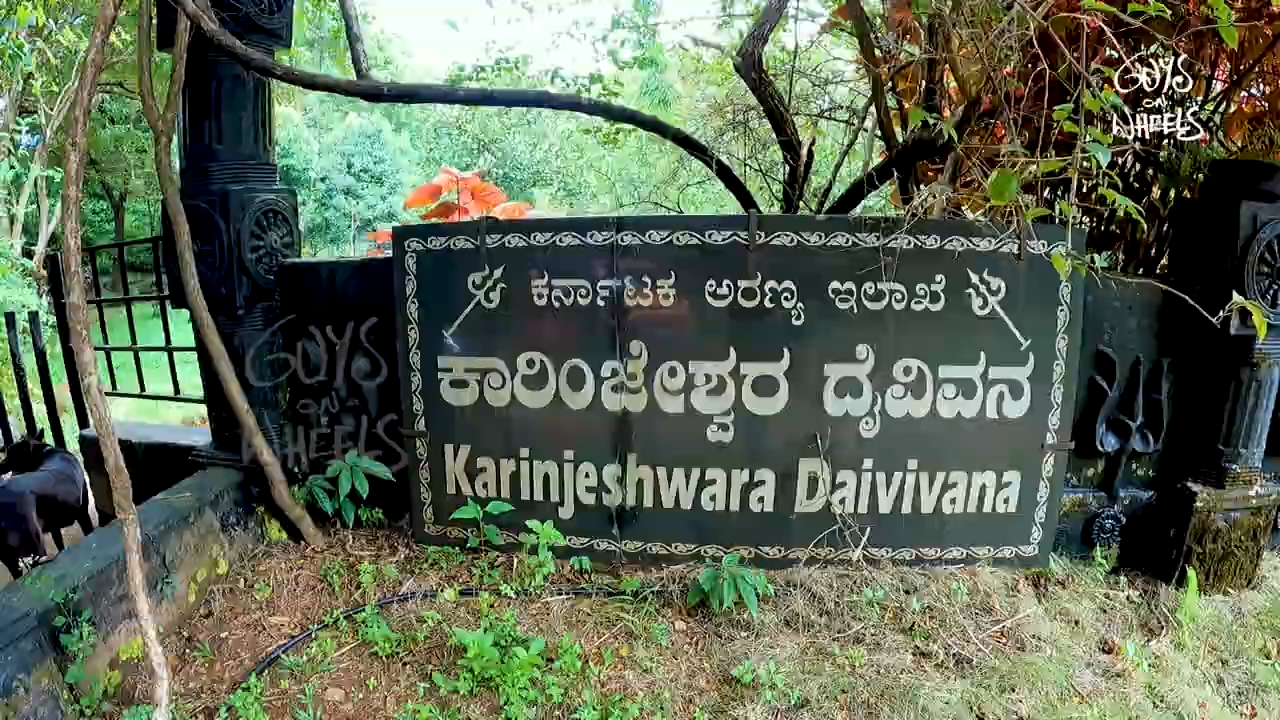 GUYS
ON
WHEELS
ಕರ್ನಾಟಕ ಅರಣ್ಯ ಇಲಾಖೆ
ಕಾರಿಂಜೇಶ್ವರ ದೈವಿವನ
Karinjeshwara Daivivana
GUYS
ON
WHEELS